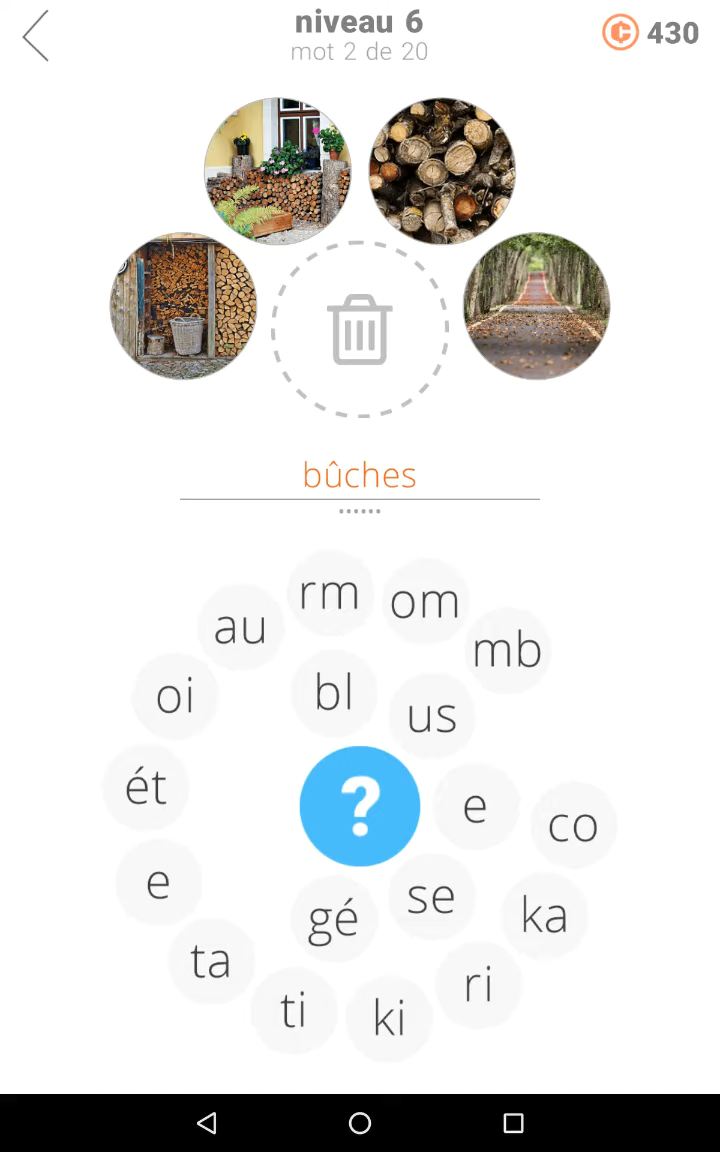 niveau 6
mot 2 de 20
430
bûches
rm
om
au
mb
bl
oi
us
ét
e
co
e
se
gé
ka
ta
ri
ti
ki
?